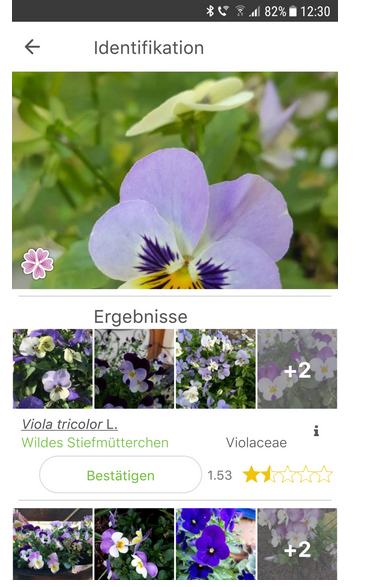 82% 12:30
Identifikation
Ergebnisse
+2
Viola tricolor L.
Wildes Stiefmütterchen Violaceae
Bestätigen 1.53
+2